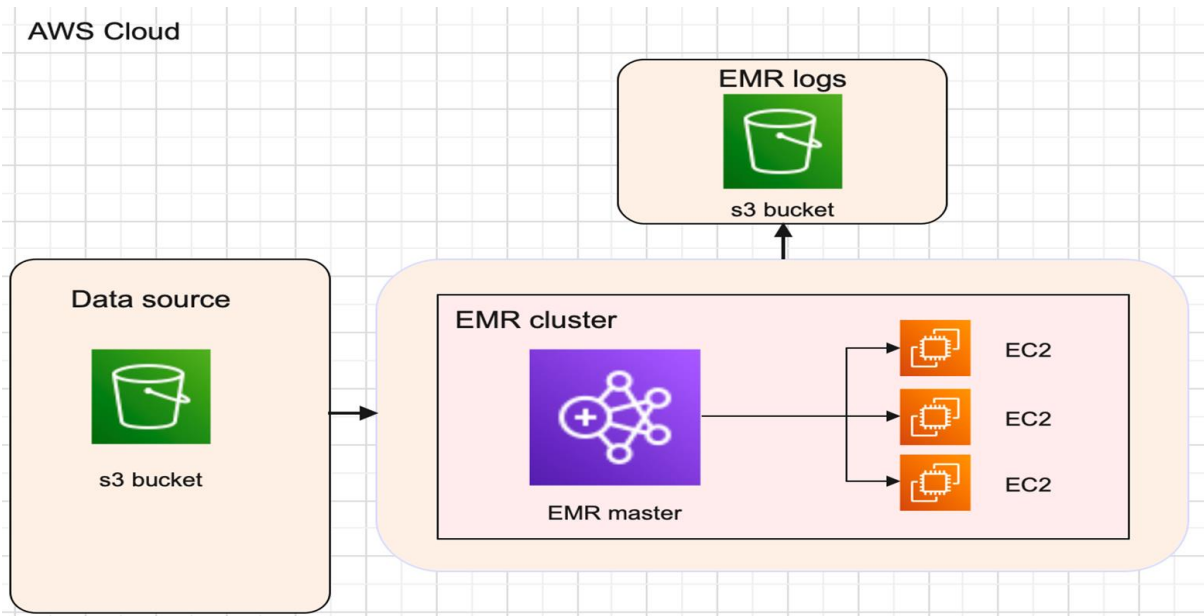 AWS Cloud
EMR logs
s3 bucket
Data source
s3 bucket
EMR cluster
EMR master
EC2
EC2
EC2